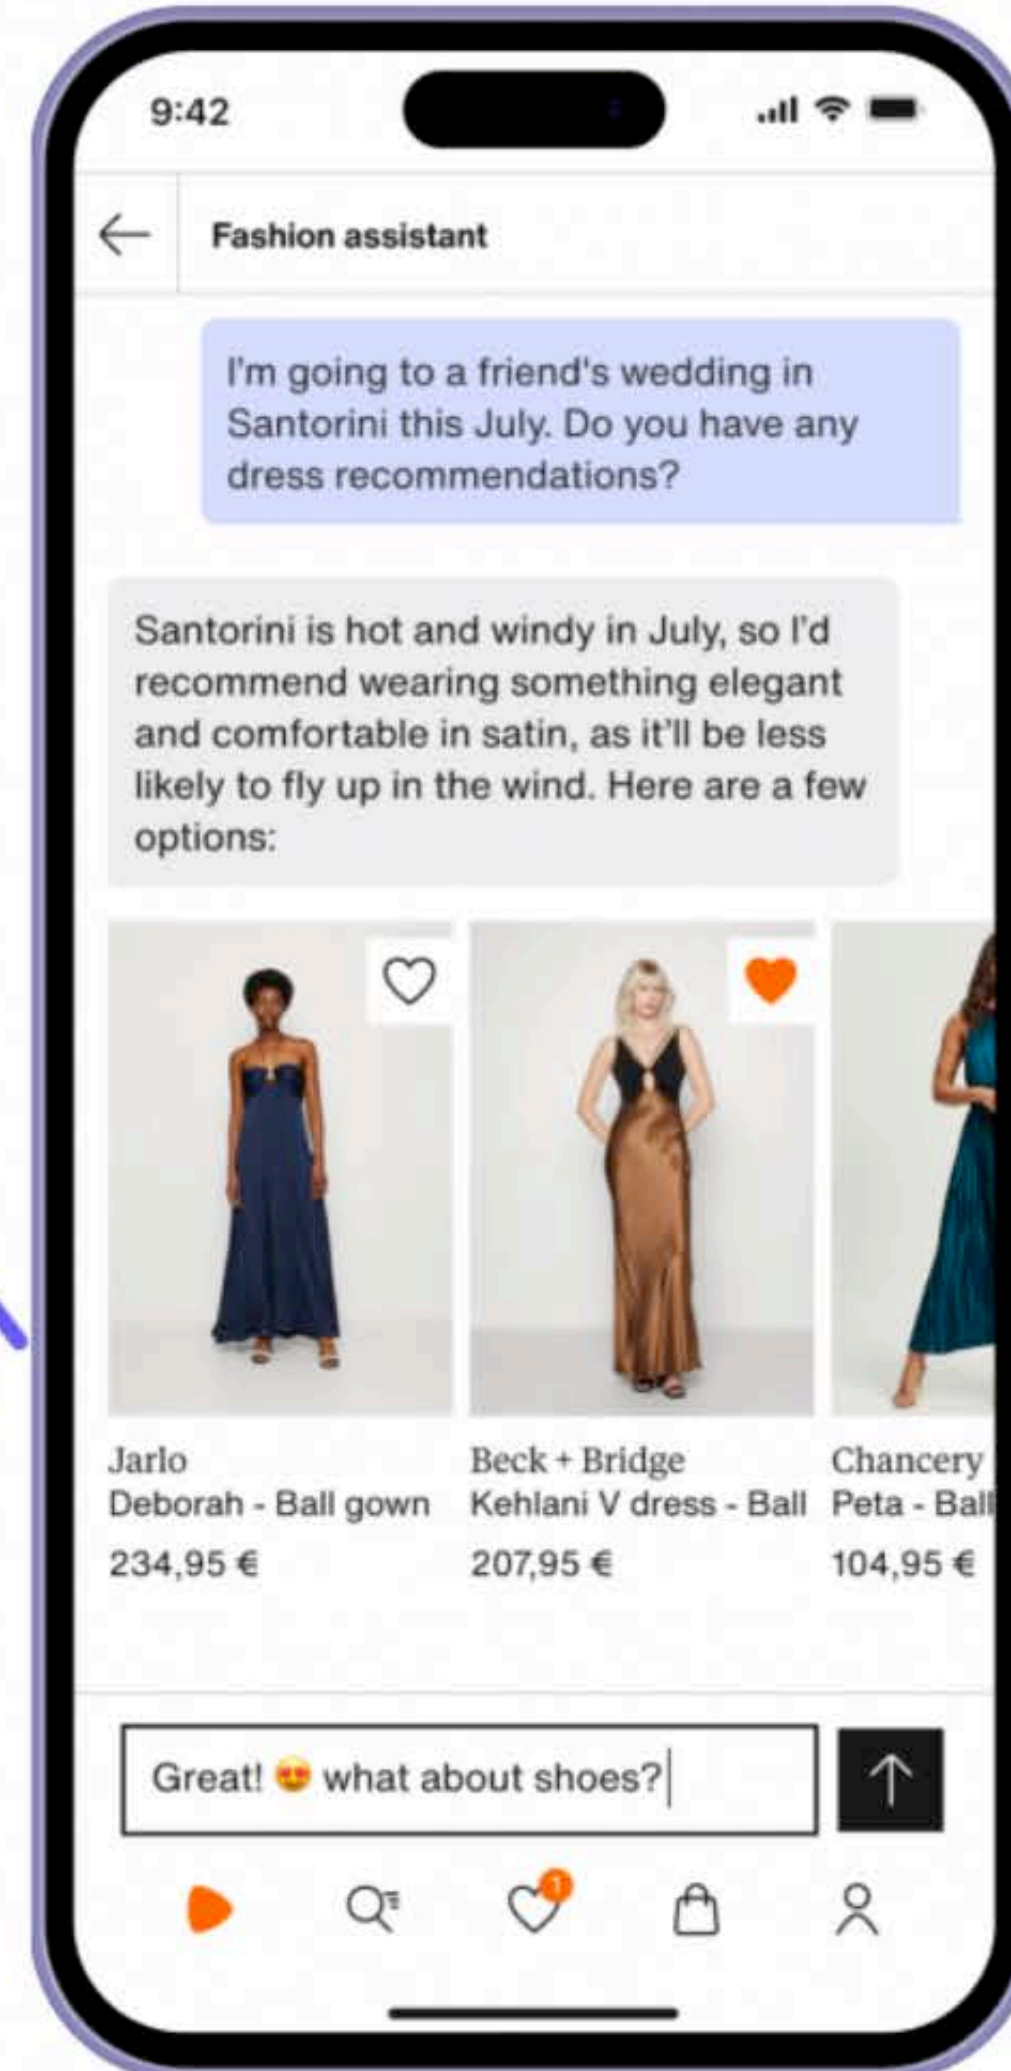 9:42
Fashion assistant
I'm going to a friend's wedding in
Santorini this July. Do you have any
dress recommendations?
Santorini is hot and windy in July, so I'd
recommend wearing something elegant
and comfortable in satin, as it'll be less
likely to fly up in the wind. Here are a few
options:
Jarlo
Deborah - Ball gown
234,95 €
Beck + Bridge
Kehlani V dress - Ball
207,95 €
Chancery
Peta - Ball
104,95 €
Great! 😍 what about shoes?
1